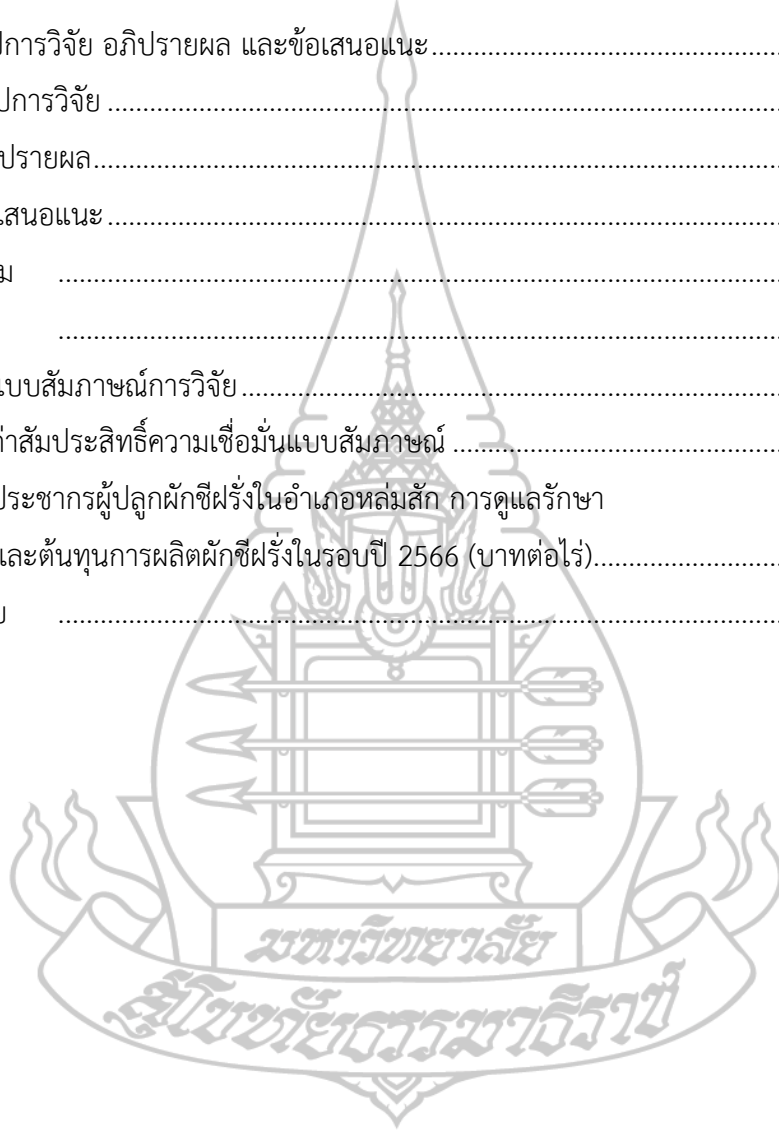 ปการวิจัย อภิปรายผล และข้อเสนอแนะ
ปการวิจัย
ปรายผล
เสนอแนะ
ม
แบบสัมภาษณ์การวิจัย
ค่าสัมประสิทธิ์ความเชื่อมั่นแบบสัมภาษณ์
ประชากรผู้ปลูกผักชีฝรั่งในอำเภอหล่มสัก การดูแลรักษา
และต้นทุนการผลิตผักชีฝรั่งในรอบปี 2566 (บาทต่อไร่)
ย
มหาวิทยาลัย
สุโขทัยธรรมาธิราช